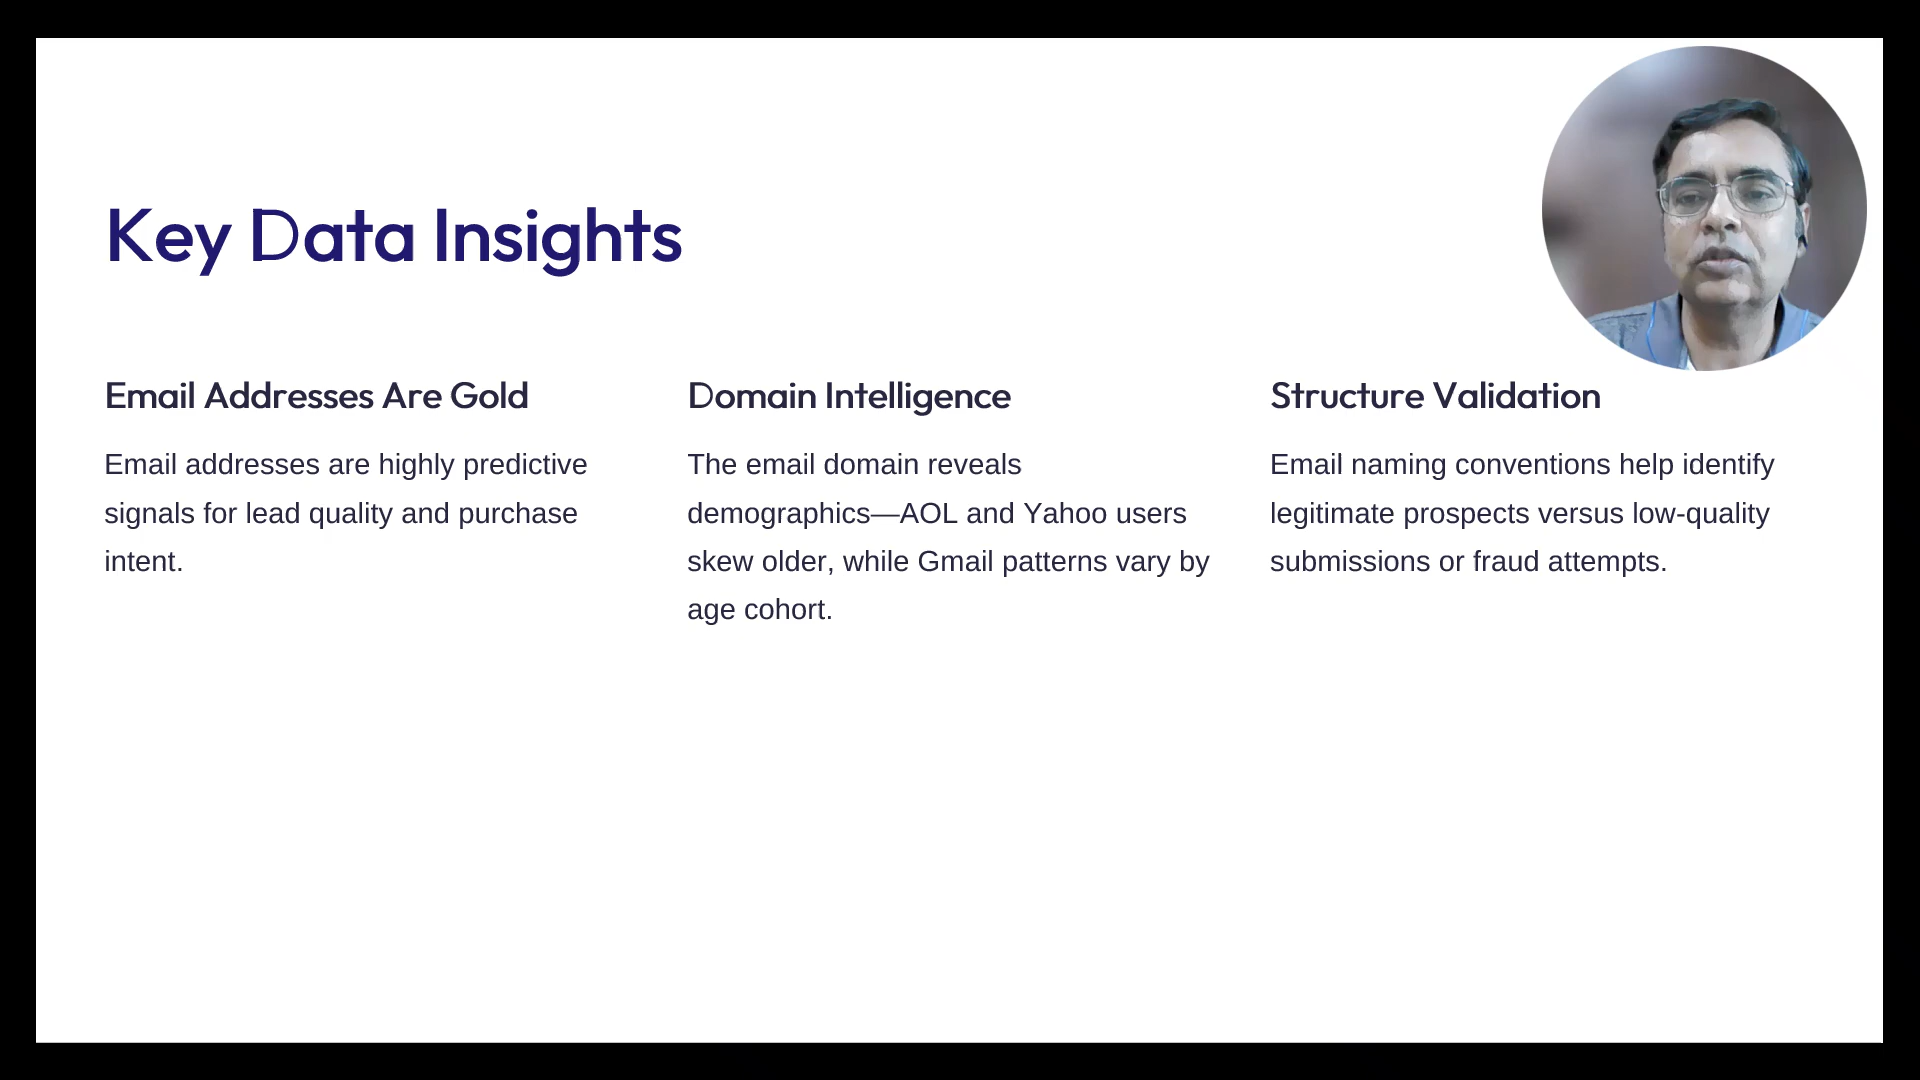 Key Data Insights
Email Addresses Are Gold
Email addresses are highly predictive
signals for lead quality and purchase
intent.
Domain Intelligence
The email domain reveals
demographics—AOL and Yahoo users
skew older, while Gmail patterns vary by
age cohort.
Structure Validation
Email naming conventions help identify
legitimate prospects versus low-quality
submissions or fraud attempts.